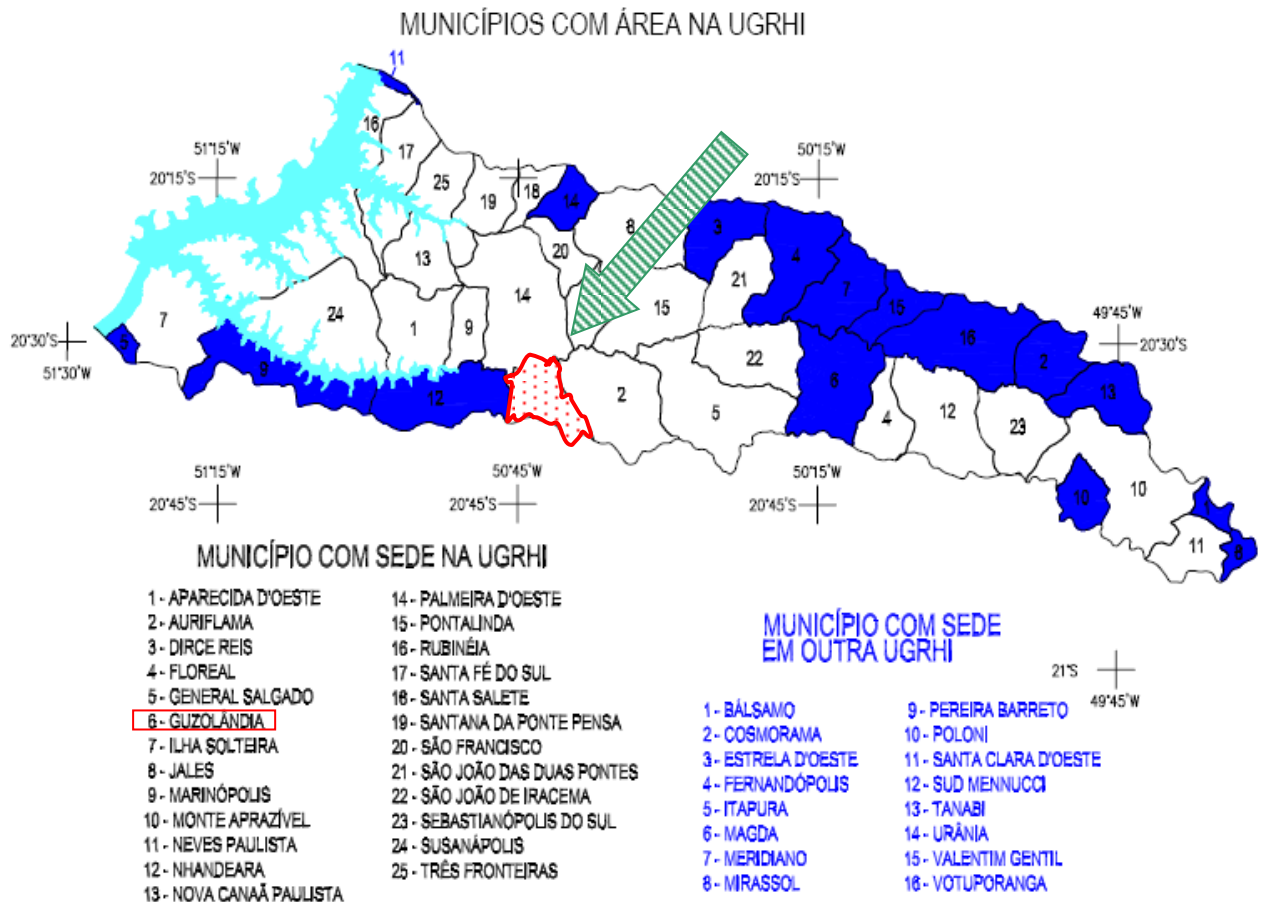 MUNICÍPIOS COM ÁREA NA UGRHI
11
16
17
51°15'W
20°15'S
25
19
18
14
8
50°15'W
20°15'S
3
4
13
20
21
14
15
7
15
16
7
24
1
9
49°45'W
20°30'S
5
20°30'S
51°30'W
9
12
2
5
22
6
4
12
23
2
13
51°15'W
20°45'S
50°45'W
20°45'S
50°15'W
20°45'S
10
10
1
11
8
MUNICÍPIO COM SEDE NA UGRHI
1 - APARECIDA D'OESTE
2 - AURIFLAMA
3 - DIRCE REIS
4 - FLOREAL
5 - GENERAL SALGADO
6 - GUZOLÂNDIA
7 - ILHA SOLTEIRA
8 - JALES
9 - MARINÓPOLIS
10 - MONTE APRAZÍVEL
11 - NEVES PAULISTA
12 - NHANDEARA
13 - NOVA CANAÃ PAULISTA
14 - PALMEIRA D'OESTE
15 - PONTALINDA
16 - RUBINÉIA
17 - SANTA FÉ DO SUL
18 - SANTA SALETE
19 - SANTANA DA PONTE PENSA
20 - SÃO FRANCISCO
21 - SÃO JOÃO DAS DUAS PONTES
22 - SÃO JOÃO DE IRACEMA
23 - SEBASTIANÓPOLIS DO SUL
24 - SUSANÁPOLIS
25 - TRÊS FRONTEIRAS
MUNICÍPIO COM SEDE
EM OUTRA UGRHI
21°S
49°45'W
1 - BÁLSAMO
2 - COSMORAMA
3 - ESTRELA D'OESTE
4 - FERNANDÓPOLIS
5 - ITAPURA
6 - MAGDA
7 - MERIDIANO
8 - MIRASSOL
9 - PEREIRA BARRETO
10 - POLONI
11 - SANTA CLARA D'OESTE
12 - SUD MENNUCCI
13 - TANABI
14 - URÂNIA
15 - VALENTIM GENTIL
16 - VOTUPORANGA